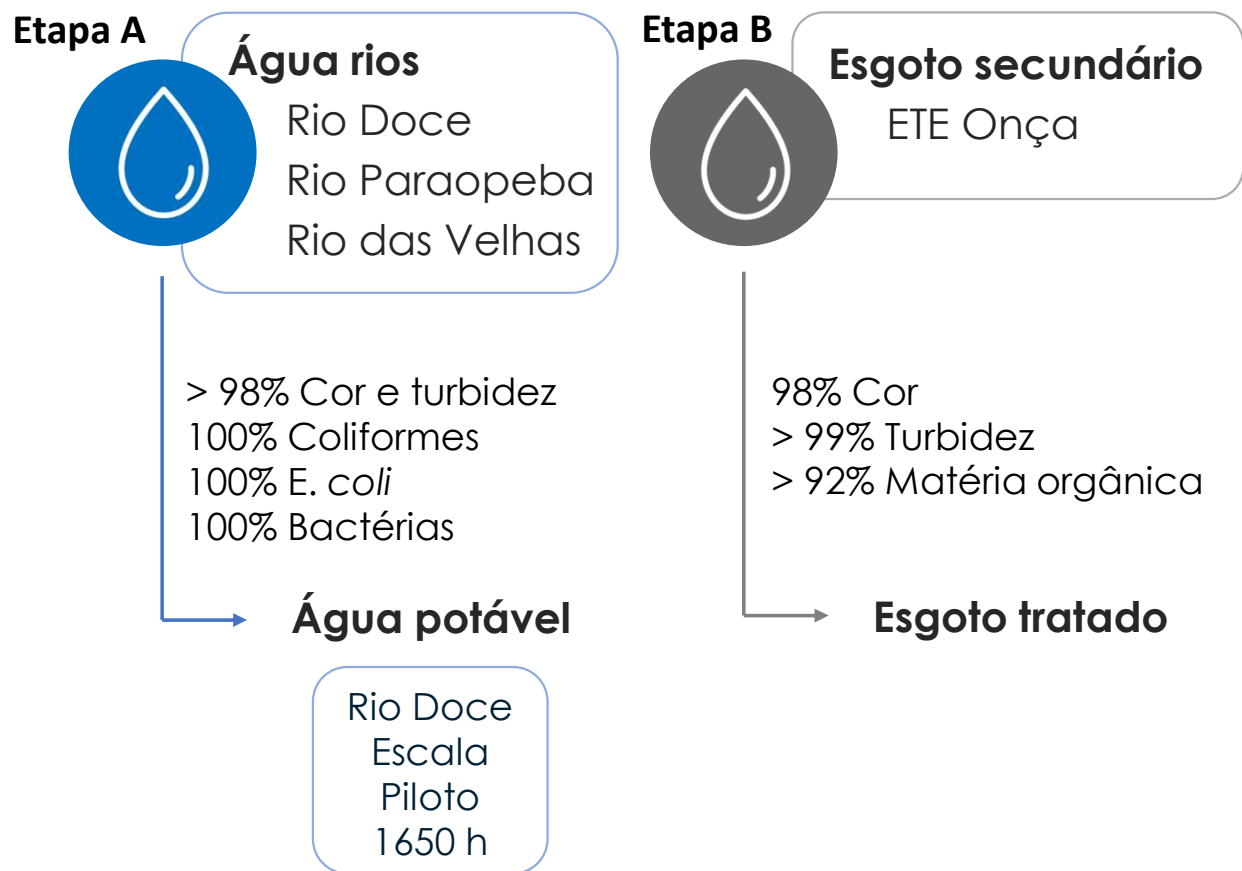 Etapa A
Água rios
Rio Doce
Rio Paraopeba
Rio das Velhas
> 98% Cor e turbidez
100% Coliformes
100% E. coli
100% Bactérias
Água potável
Rio Doce
Escala
Piloto
1650 h
Etapa B
Esgoto secundário
ETE Onça
98% Cor
> 99% Turbidez
> 92% Matéria orgânica
Esgoto tratado